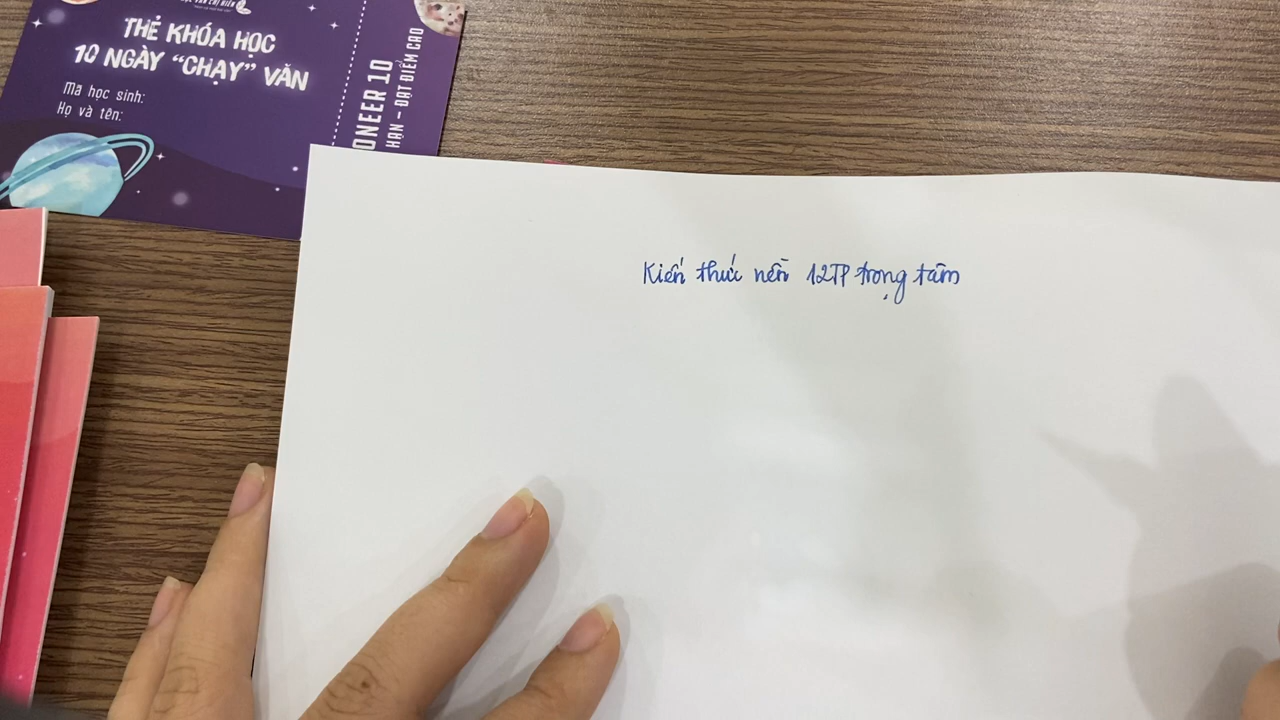 THẺ KHÓA HỌC
10 NGÀY “CHẠY” VĂN
Mã học sinh:
Họ và tên:
ONEER 10
HẠN – ĐẠT ĐIỂM CAO
Kiến thức nền 12TP trọng tâm